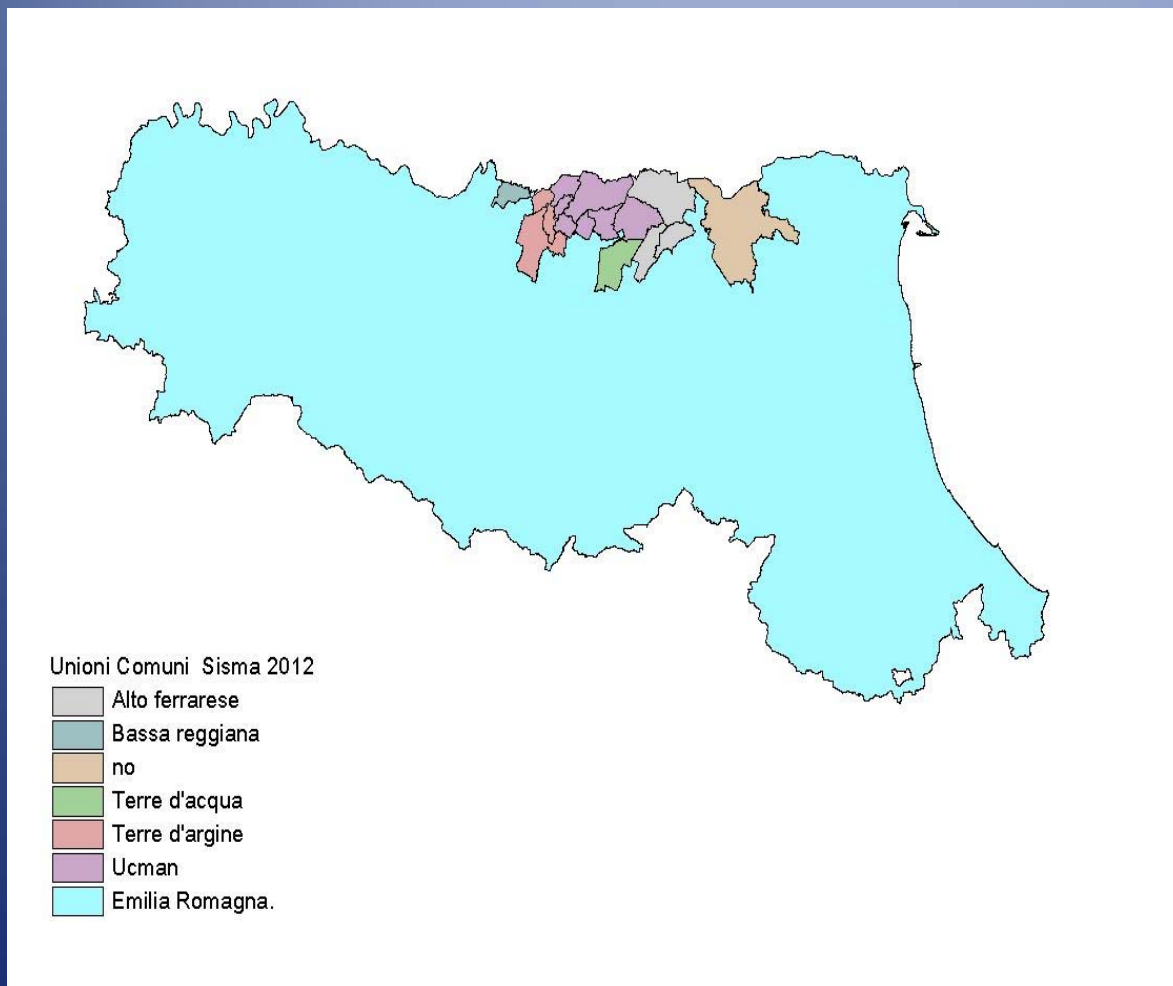 Unioni Comuni Sisma 2012
Alto ferrarese
Bassa reggiana
no
Terre d'acqua
Terre d'argine
Ucman
Emilia Romagna.